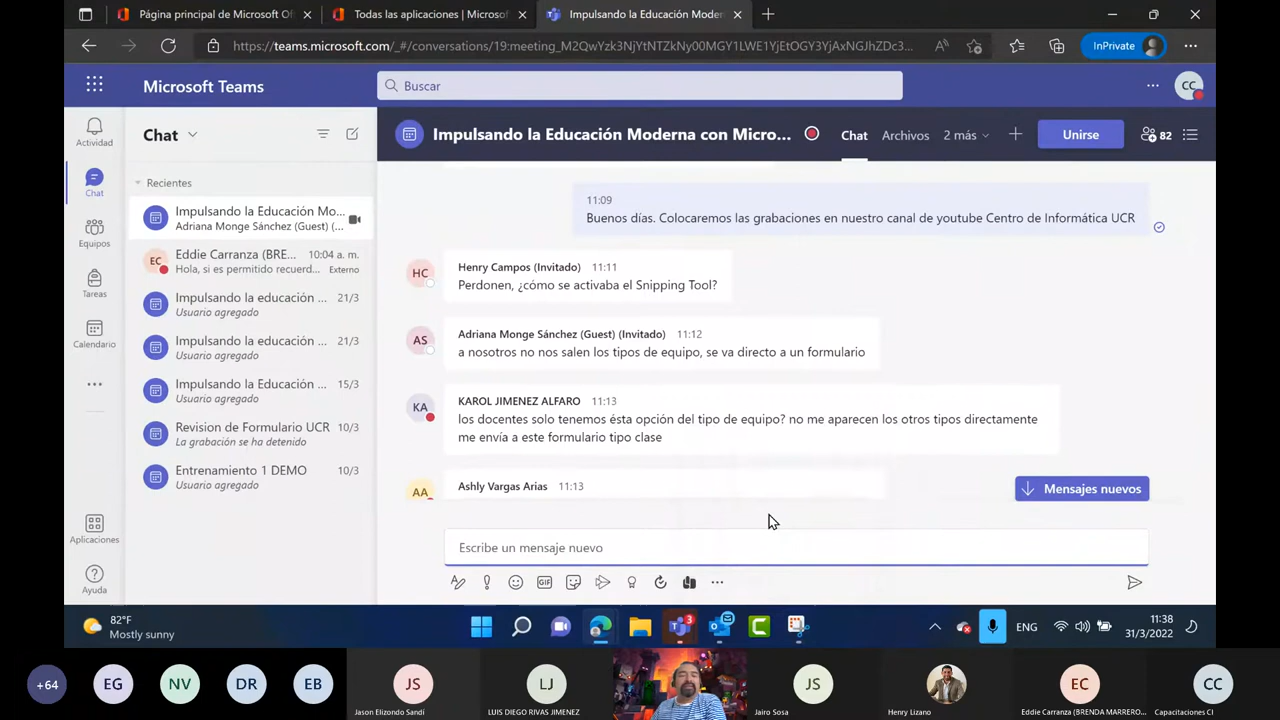 Página principal de Microsoft Of
Todas las aplicaciones | Microsof
Impulsando la Educación Modern
https://teams.microsoft.com/_#/conversations/19:meeting_M2QwYzk3NjYtNTZkNy00MGY1LWE1YjEtOGY3YjAxNGJhZDc3...
InPrivate
Microsoft Teams
Buscar
CC
Actividad
Chat
Equipos
Tareas
Calendario
Aplicaciones
Ayuda
Chat
Recientes
Impulsando la Educación Mo...
Adriana Monge Sánchez (Guest) (...
EC
Eddie Carranza (BRE... 10:04 a. m.
Hola, si es permitido recuerd... Externo
Impulsando la educación ... 21/3
Usuario agregado
Impulsando la educación ... 21/3
Usuario agregado
Impulsando la Educación ... 15/3
Usuario agregado
Revision de Formulario UCR 10/3
La grabación se ha detenido
Entrenamiento 1 DEMO 10/3
Usuario agregado
Impulsando la Educación Moderna con Micro... Chat Archivos 2 más Unirse 82
11:09
Buenos días. Colocaremos las grabaciones en nuestro canal de youtube Centro de Informática UCR
HC
Henry Campos (Invitado) 11:11
Perdonen, ¿cómo se activaba el Snipping Tool?
AS
Adriana Monge Sánchez (Guest) (Invitado) 11:12
a nosotros no nos salen los tipos de equipo, se va directo a un formulario
KA
KAROL JIMENEZ ALFARO 11:13
los docentes solo tenemos ésta opción del tipo de equipo? no me aparecen los otros tipos directamente
me envía a este formulario tipo clase
AA
Ashly Vargas Arias 11:13
Mensajes nuevos
Escribe un mensaje nuevo
GIF
82°F
Mostly sunny
3
ENG
11:38
31/3/2022
+64 EG NV DR EB JS LJ JS EC CC
Jason Elizondo Sandí
LUIS DIEGO RIVAS JIMENEZ
Jairo Sosa
Henry Lizano
Eddie Carranza (BRENDA MARRERO...
Capacitaciones CI